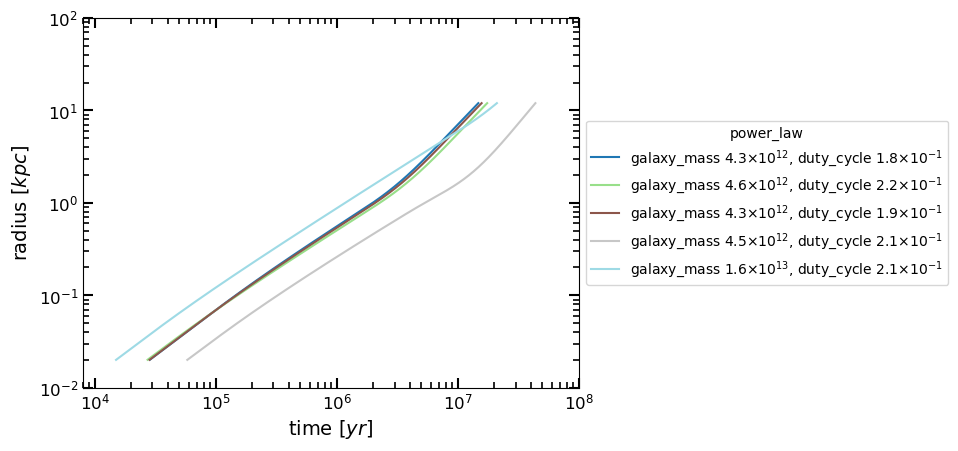 10²
10¹
10⁰
10⁻¹
10⁻²
radius [kpc]
10⁴ 10⁵ 10⁶ 10⁷ 10⁸
time [yr]
power_law
galaxy_mass 4.3×10¹², duty_cycle 1.8×10⁻¹
galaxy_mass 4.6×10¹², duty_cycle 2.2×10⁻¹
galaxy_mass 4.3×10¹², duty_cycle 1.9×10⁻¹
galaxy_mass 4.5×10¹², duty_cycle 2.1×10⁻¹
galaxy_mass 1.6×10¹³, duty_cycle 2.1×10⁻¹